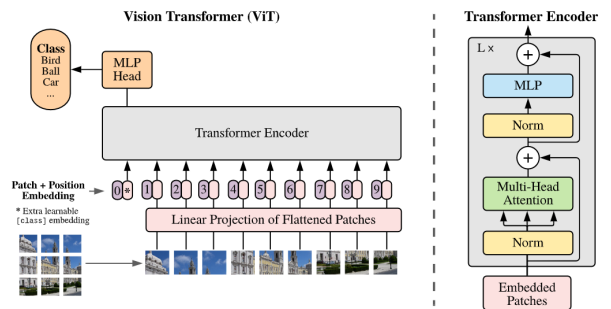 Vision Transformer (ViT)
Class
Bird
Ball
Car
...
MLP
Head
Transformer Encoder
Patch + Position
Embedding
0 * 1 2 3 4 5 6 7 8 9
* Extra learnable
[class] embedding
Linear Projection of Flattened Patches
Transformer Encoder
L x
+
MLP
Norm
+
Multi-Head
Attention
Norm
Embedded
Patches